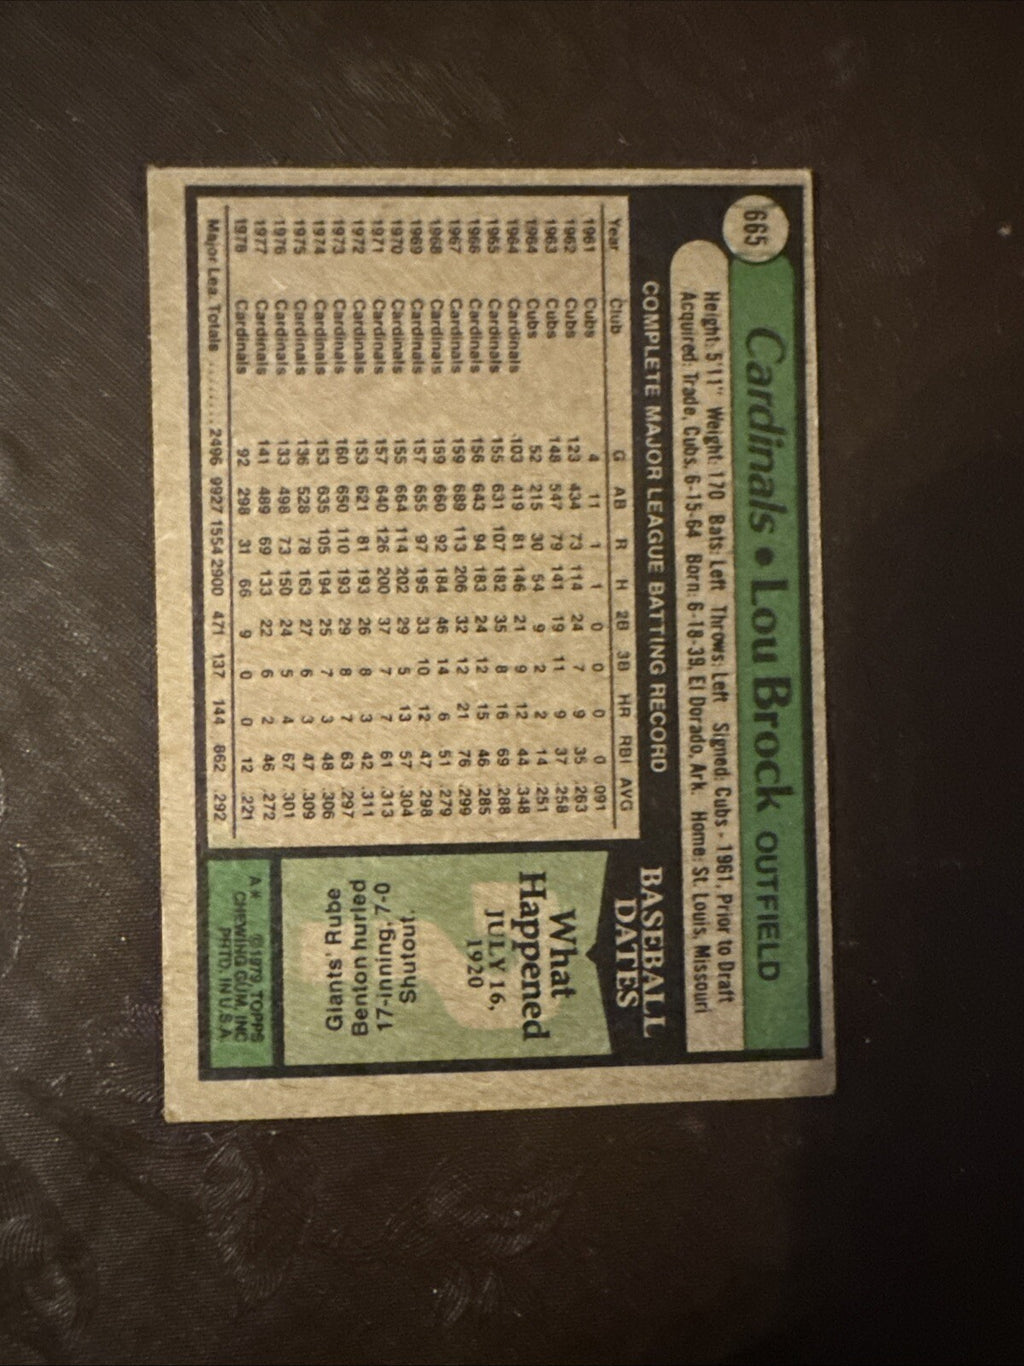 665
Cardinals • Lou Brock OUTFIELD
Height: 5'11" Weight: 170 Bats: Left Throws: Left Signed: Cubs - 1961, Prior to Draft
Acquired: Trade, Cubs, 6-15-64 Born: 6-18-39, El Dorado, Ark. Home: St. Louis, Missouri
COMPLETE MAJOR LEAGUE BATTING RECORD
Year Club G AB R H 2B 3B HR RBI AVG
1961 Cubs 4 11 1 1 0 0 0 0 .091
1962 Cubs 123 434 73 114 24 7 9 35 .263
1963 Cubs 148 547 79 141 19 11 9 37 .258
1964 Cubs 52 215 30 54 9 2 2 14 .251
1964 Cardinals 103 419 81 146 21 9 12 44 .348
1965 Cardinals 155 631 107 182 35 8 16 69 .288
1966 Cardinals 156 643 94 183 24 12 15 46 .285
1967 Cardinals 159 689 113 206 32 12 21 76 .299
1968 Cardinals 159 660 92 184 46 14 6 51 .279
1969 Cardinals 157 655 97 195 33 10 12 47 .298
1970 Cardinals 155 664 114 202 29 5 13 57 .304
1971 Cardinals 157 640 126 200 37 7 7 61 .313
1972 Cardinals 153 621 81 193 26 8 3 42 .311
1973 Cardinals 160 650 110 193 29 8 7 63 .297
1974 Cardinals 153 635 105 194 25 7 3 48 .306
1975 Cardinals 136 528 78 163 27 6 3 47 .309
1976 Cardinals 133 498 73 150 24 5 4 67 .301
1977 Cardinals 141 489 69 133 22 6 2 46 .272
1978 Cardinals 92 298 31 66 9 0 0 12 .221
Major Lea. Totals ........ 2496 9927 1554 2900 471 137 144 862 .292
BASEBALL
DATES
What
Happened
JULY 16,
1920
Giants' Rube
Benton hurled
17-inning, 7-0
Shutout.
A* ©1979, TOPPS
CHEWING GUM, INC
PRTD. IN U.S.A.